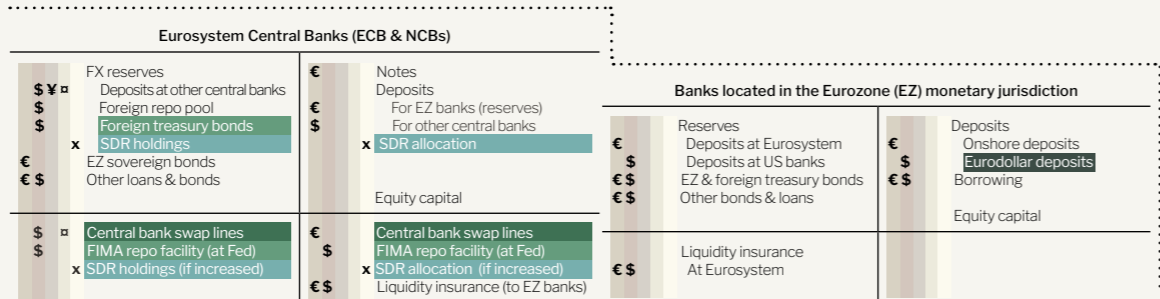 Eurosystem Central Banks (ECB & NCBs)
FX reserves
$ ¥ ¤ Deposits at other central banks
$ Foreign repo pool
$ Foreign treasury bonds
x SDR holdings
€ EZ sovereign bonds
€ $ Other loans & bonds
€ Notes
Deposits
€ For EZ banks (reserves)
$ For other central banks
x SDR allocation
Equity capital
$ ¤ Central bank swap lines
$ FIMA repo facility (at Fed)
x SDR holdings (if increased)
€ Central bank swap lines
$ FIMA repo facility (at Fed)
x SDR allocation (if increased)
€ $ Liquidity insurance (to EZ banks)
Banks located in the Eurozone (EZ) monetary jurisdiction
Reserves
€ Deposits at Eurosystem
$ Deposits at US banks
€ $ EZ & foreign treasury bonds
€ $ Other bonds & loans
Deposits
€ Onshore deposits
$ Eurodollar deposits
€ $ Borrowing
Equity capital
Liquidity insurance
€ $ At Eurosystem